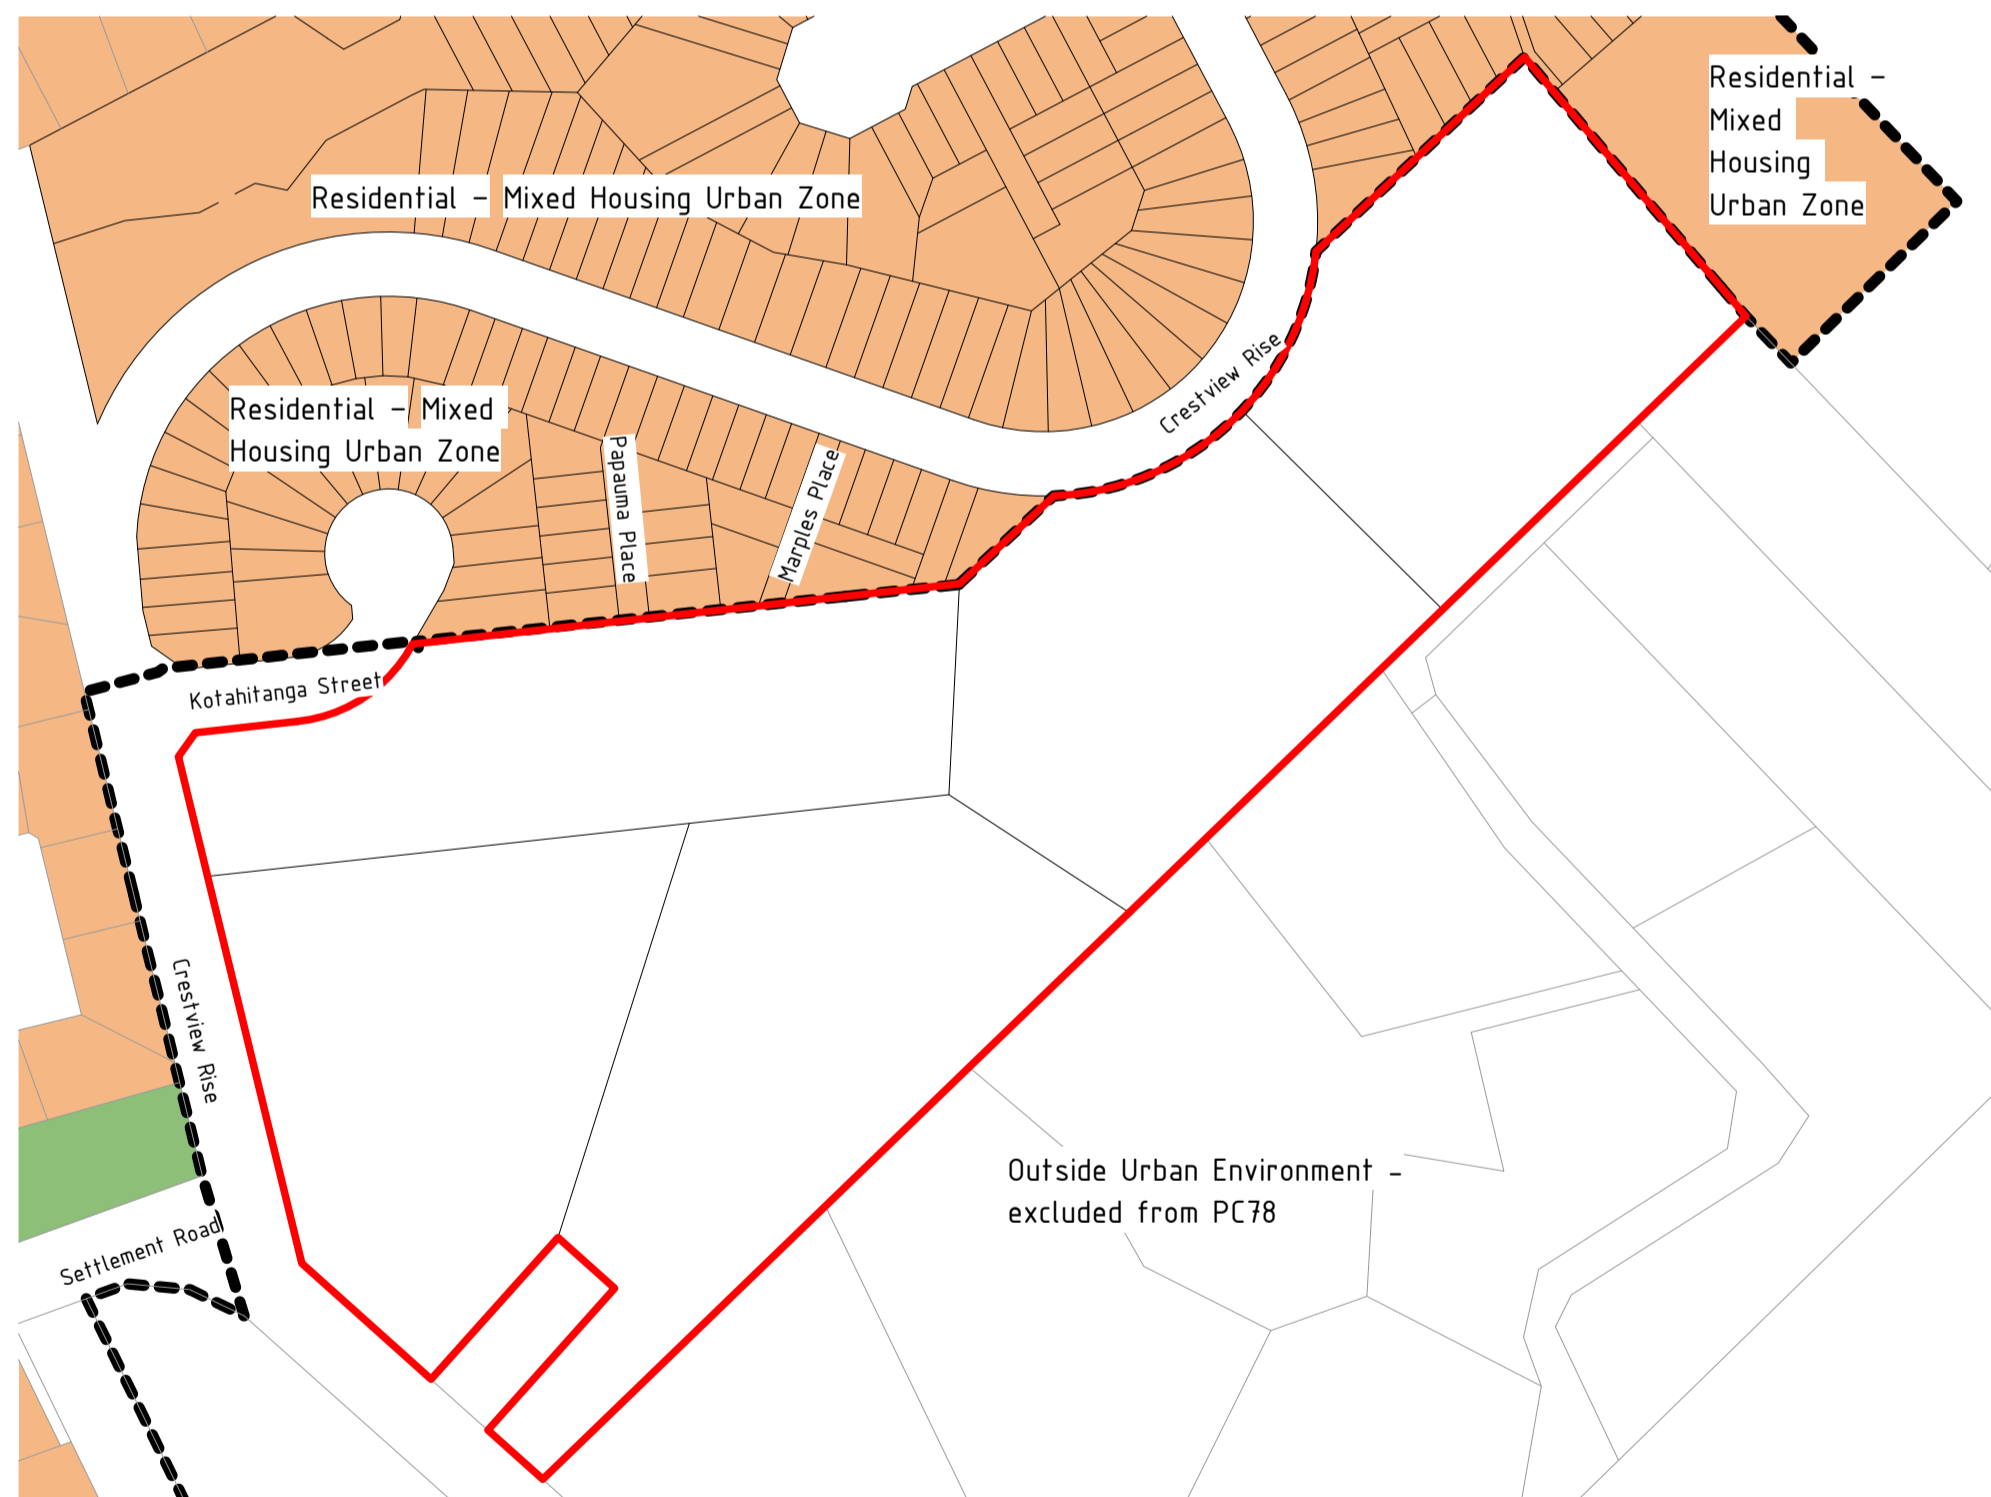 Residential -
Mixed
Housing
Urban Zone
Residential - Mixed Housing Urban Zone
Residential - Mixed
Housing Urban Zone
Crestview Rise
Papauma Place
Marples Place
Kotahitanga Street
Crestview Rise
Settlement Road
Outside Urban Environment -
excluded from PC78